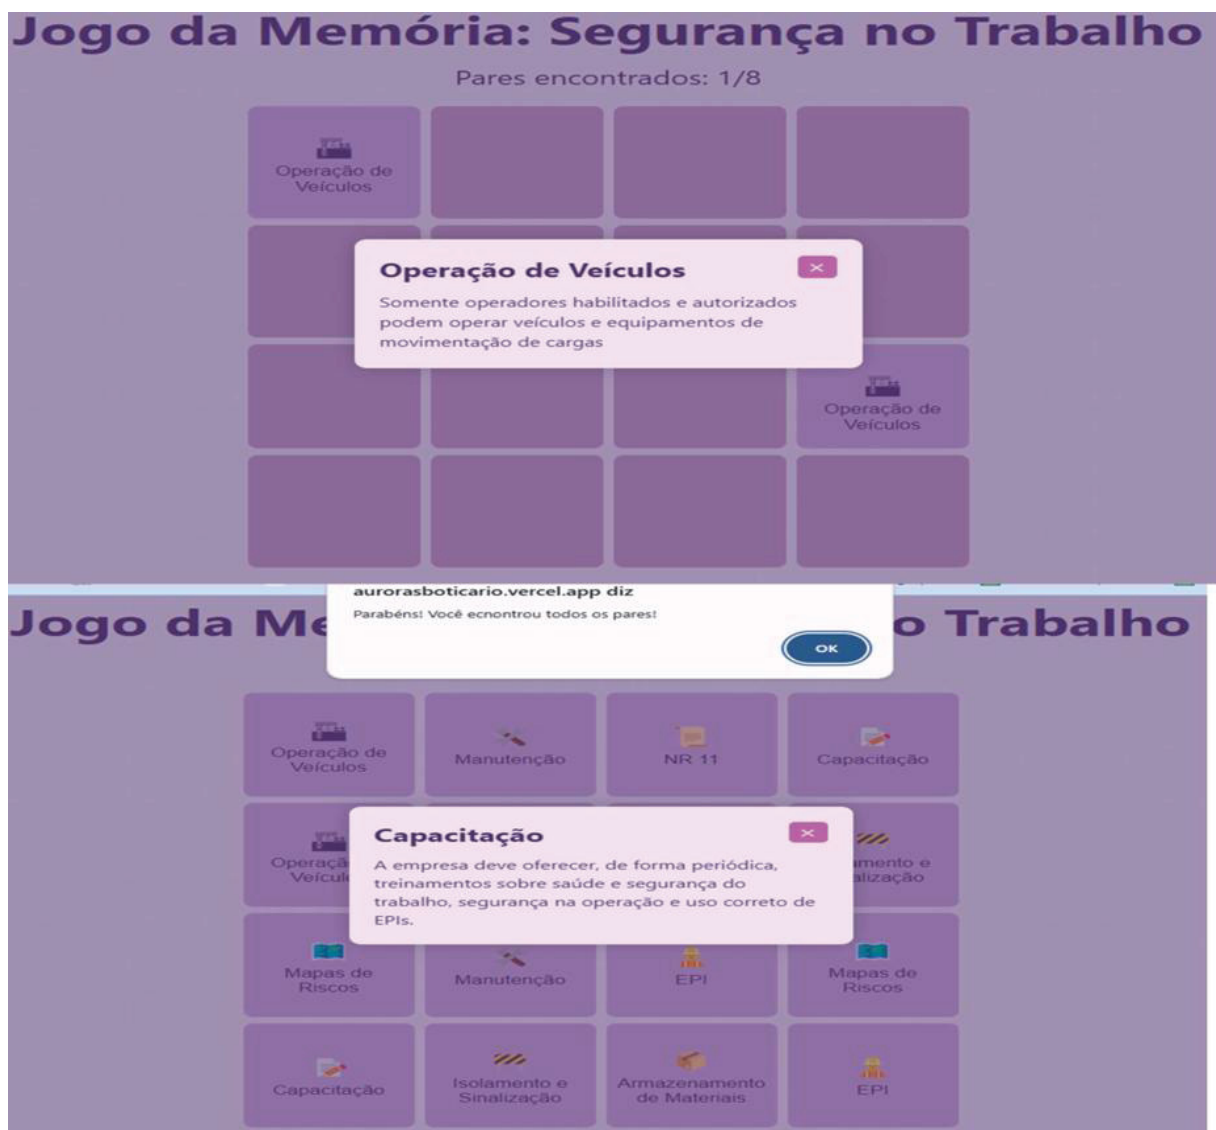 Jogo da Memória: Segurança no Trabalho
Pares encontrados: 1/8
Operação de
Veículos
Operação de Veículos
×
Somente operadores habilitados e autorizados
podem operar veículos e equipamentos de
movimentação de cargas
Operação de
Veículos
aurorasboticario.vercel.app diz
Parabéns! Você ecnontrou todos os pares!
OK
Jogo da Me
o Trabalho
Operação de
Veículos
Manutenção
NR 11
Capacitação
Operaçã
Veícul
Capacitação
×
A empresa deve oferecer, de forma periódica,
treinamentos sobre saúde e segurança do
trabalho, segurança na operação e uso correto de
EPIs.
mento e
alização
Mapas de
Riscos
Manutenção
EPI
Mapas de
Riscos
Capacitação
Isolamento e
Sinalização
Armazenamento
de Materiais
EPI